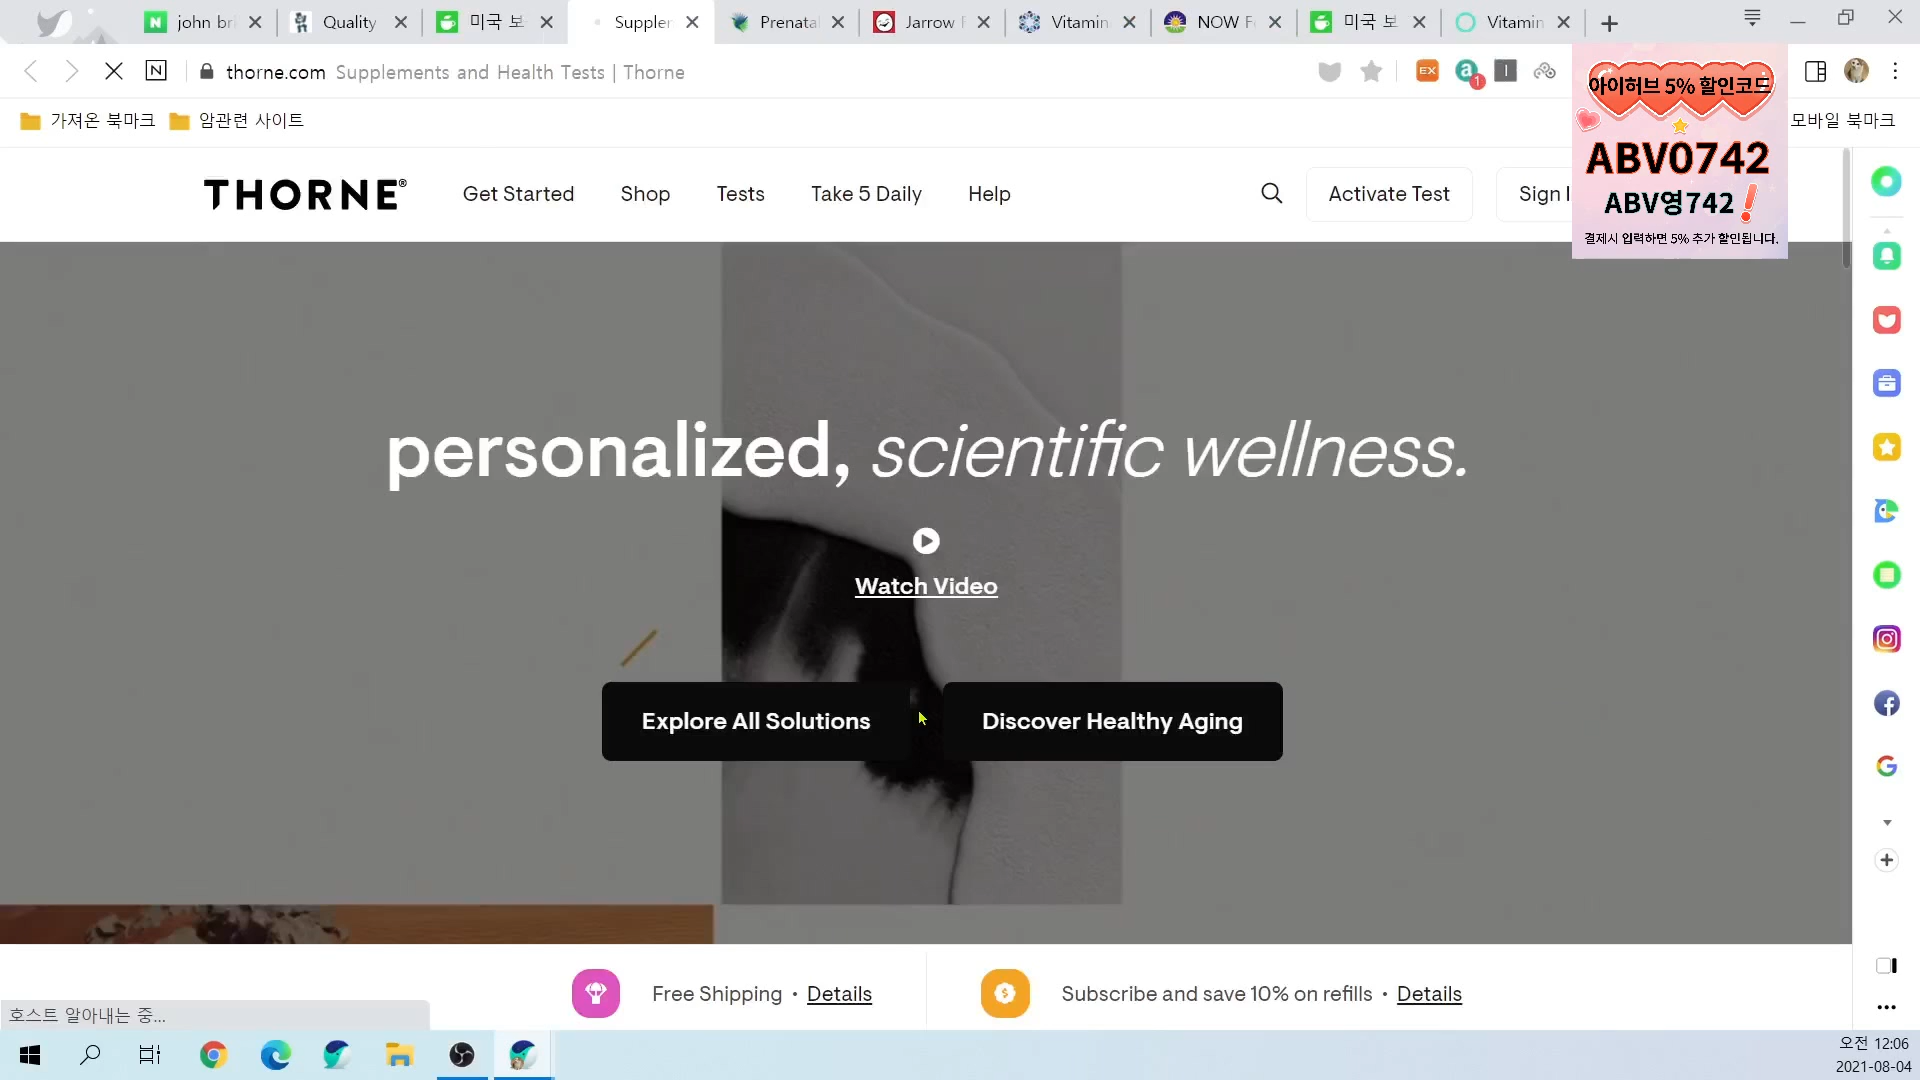 john br
Quality
미국 보
Suppler
Prenata
Jarrow F
Vitamin
NOW F
미국 보
Vitamin
thorne.com Supplements and Health Tests | Thorne
가져온 북마크
암관련 사이트
모바일 북마크
아이허브 5% 할인코드
ABV0742
ABV영742❗
결제시 입력하면 5% 추가 할인됩니다.
THORNE®
Get Started
Shop
Tests
Take 5 Daily
Help
Activate Test
Sign I
personalized, scientific wellness.
Watch Video
Explore All Solutions
Discover Healthy Aging
Free Shipping • Details
Subscribe and save 10% on refills • Details
호스트 알아내는 중...
오전 12:06
2021-08-04